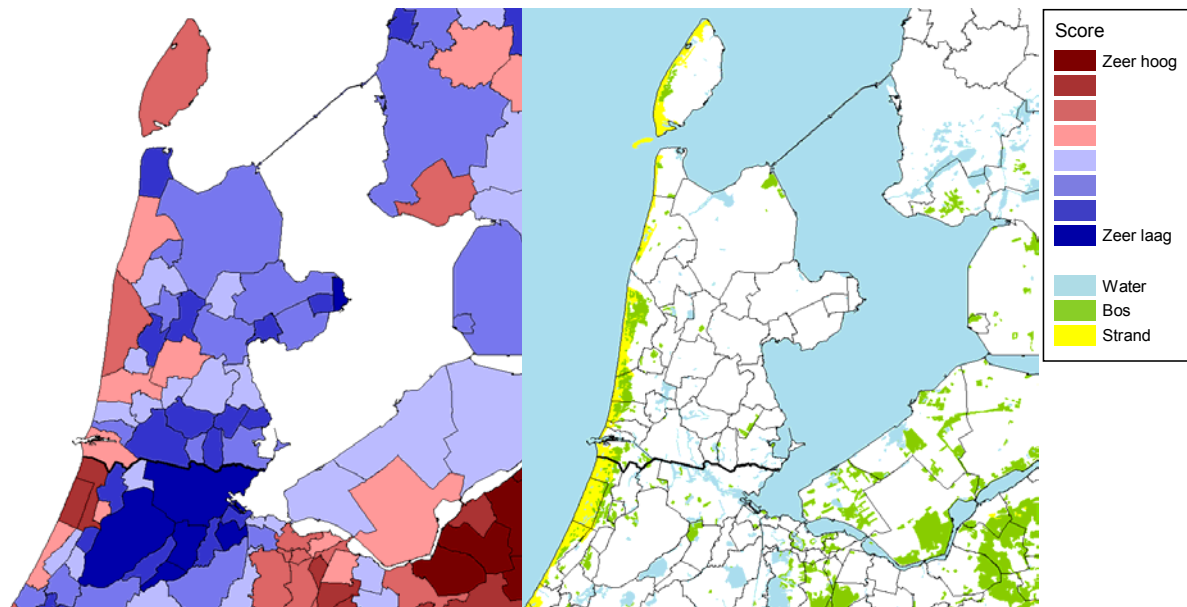 Score
Zeer hoog
Zeer laag
Water
Bos
Strand